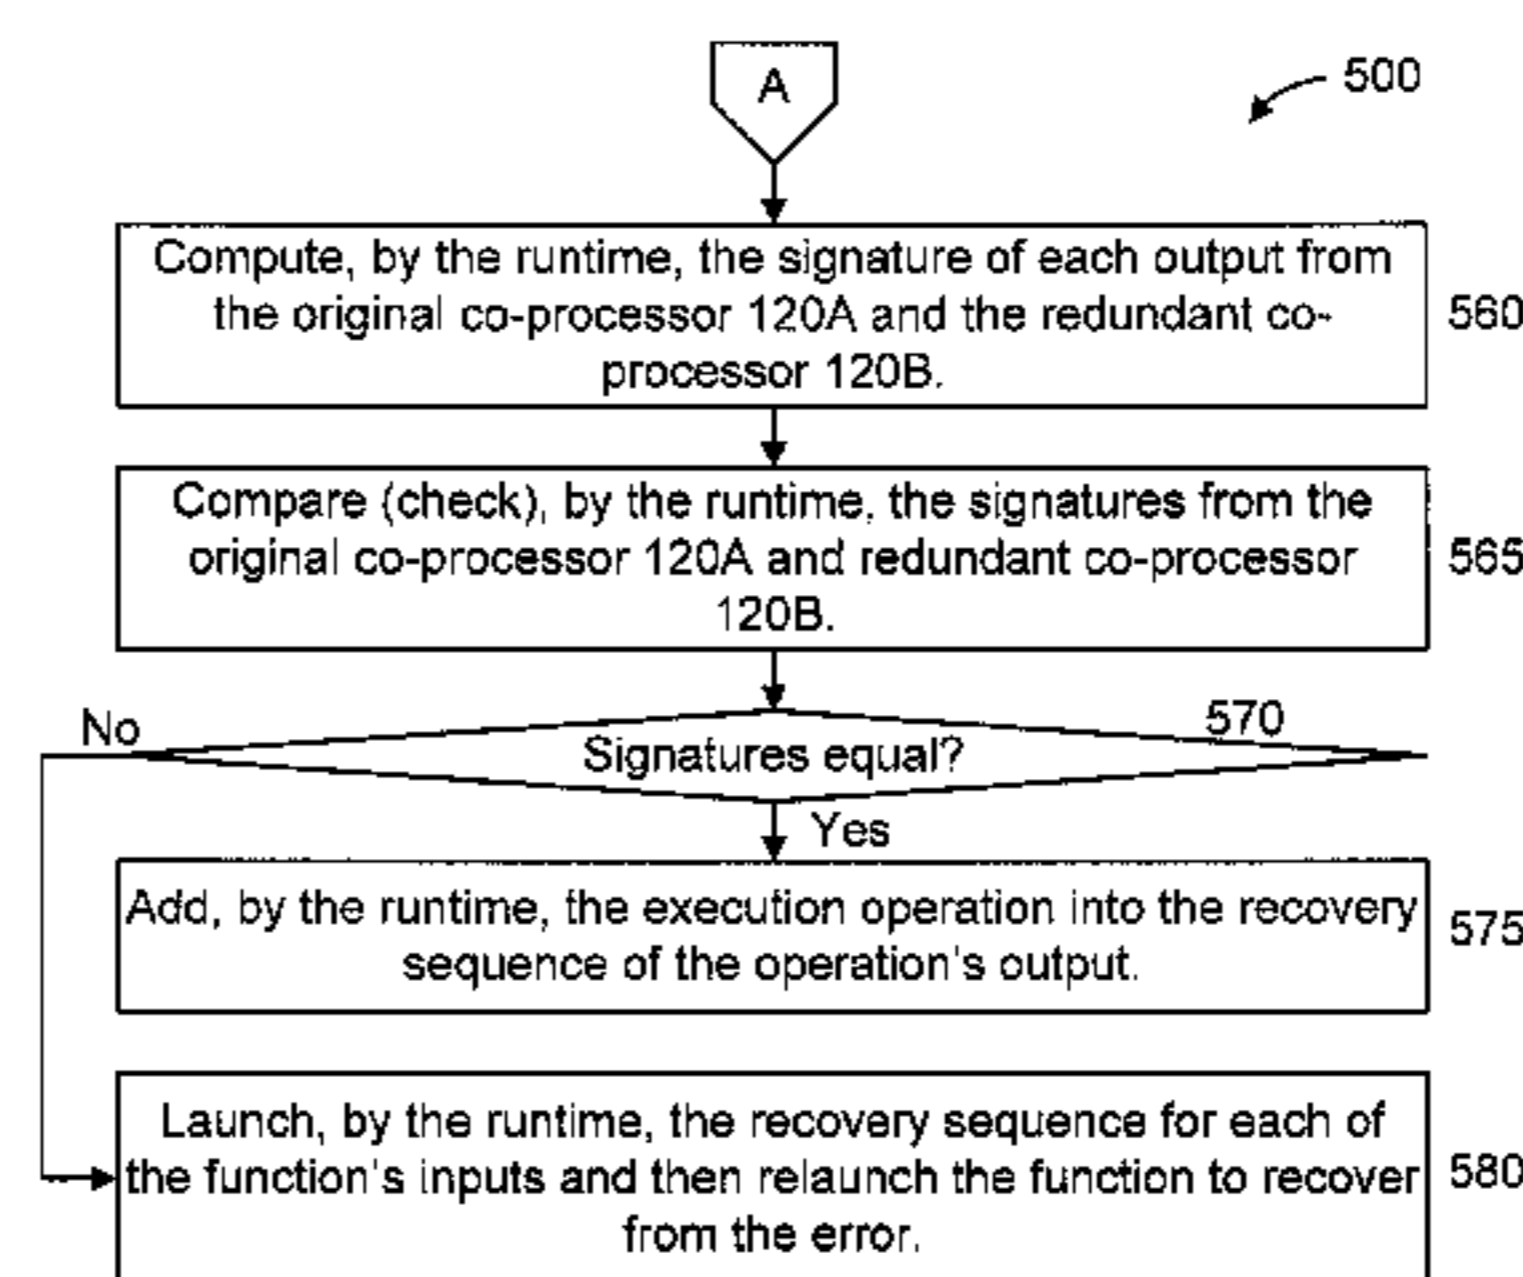 A
500
Compute, by the runtime, the signature of each output from
the original co-processor 120A and the redundant co-
processor 120B.
560
Compare (check), by the runtime, the signatures from the
original co-processor 120A and redundant co-processor
120B.
565
No
570
Signatures equal?
Yes
Add, by the runtime, the execution operation into the recovery
sequence of the operation's output.
575
Launch, by the runtime, the recovery sequence for each of
the function's inputs and then relaunch the function to recover
from the error.
580